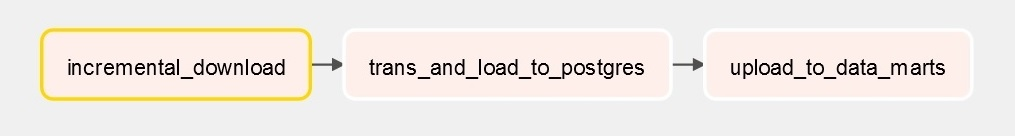 incremental_download
trans_and_load_to_postgres
upload_to_data_marts